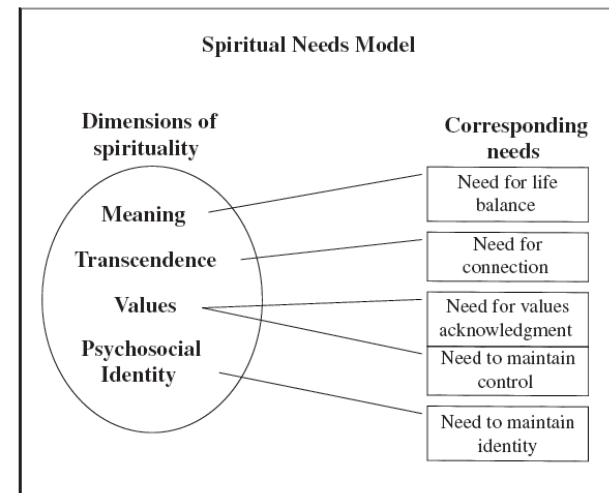 Spiritual Needs Model
Dimensions of
spirituality
Meaning
Transcendence
Values
Psychosocial
Identity
Corresponding
needs
Need for life
balance
Need for
connection
Need for values
acknowledgment
Need to maintain
control
Need to maintain
identity